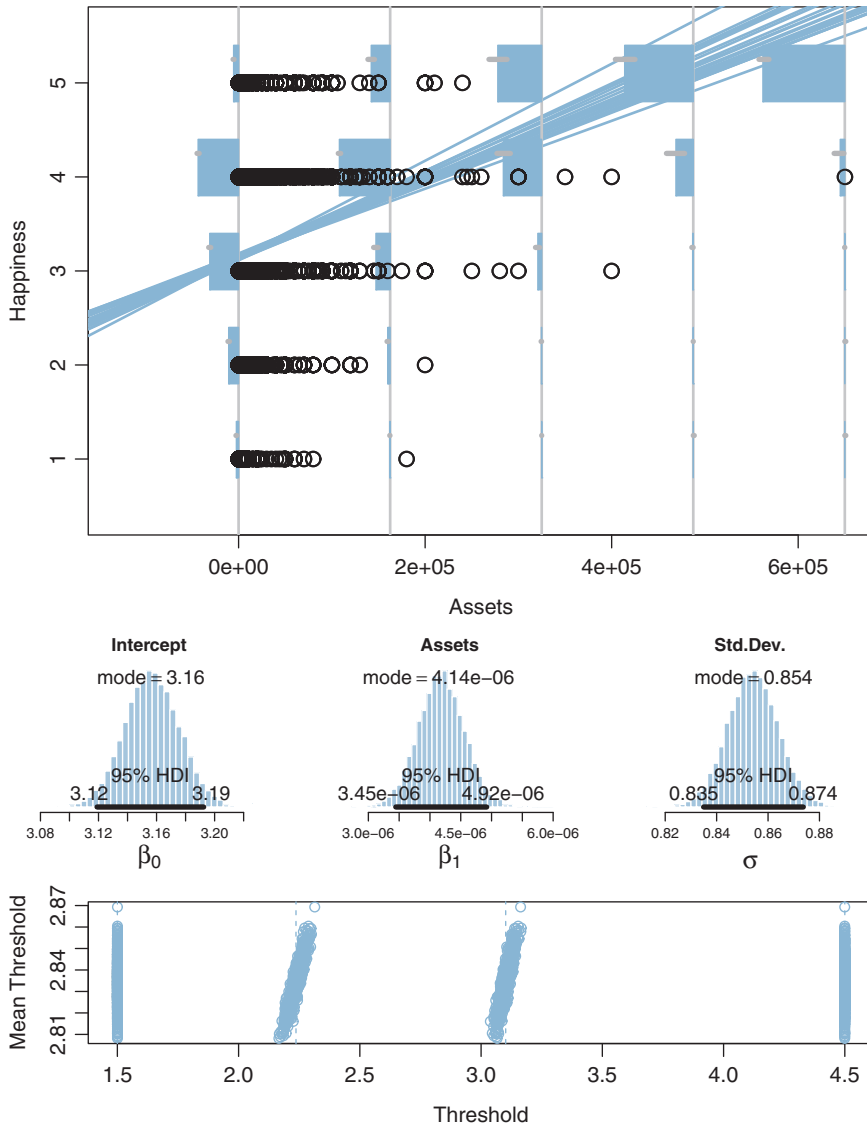 Happiness
5
4
3
2
1
0e+00 2e+05 4e+05 6e+05
Assets
Intercept
mode = 3.16
95% HDI
3.12 3.19
3.08 3.12 3.16 3.20
β0
Assets
mode = 4.14e−06
95% HDI
3.45e−06 4.92e−06
3.0e−06 4.5e−06 6.0e−06
β1
Std.Dev.
mode = 0.854
95% HDI
0.835 0.874
0.82 0.84 0.86 0.88
σ
Mean Threshold
2.87
2.84
2.81
1.5 2.0 2.5 3.0 3.5 4.0 4.5
Threshold